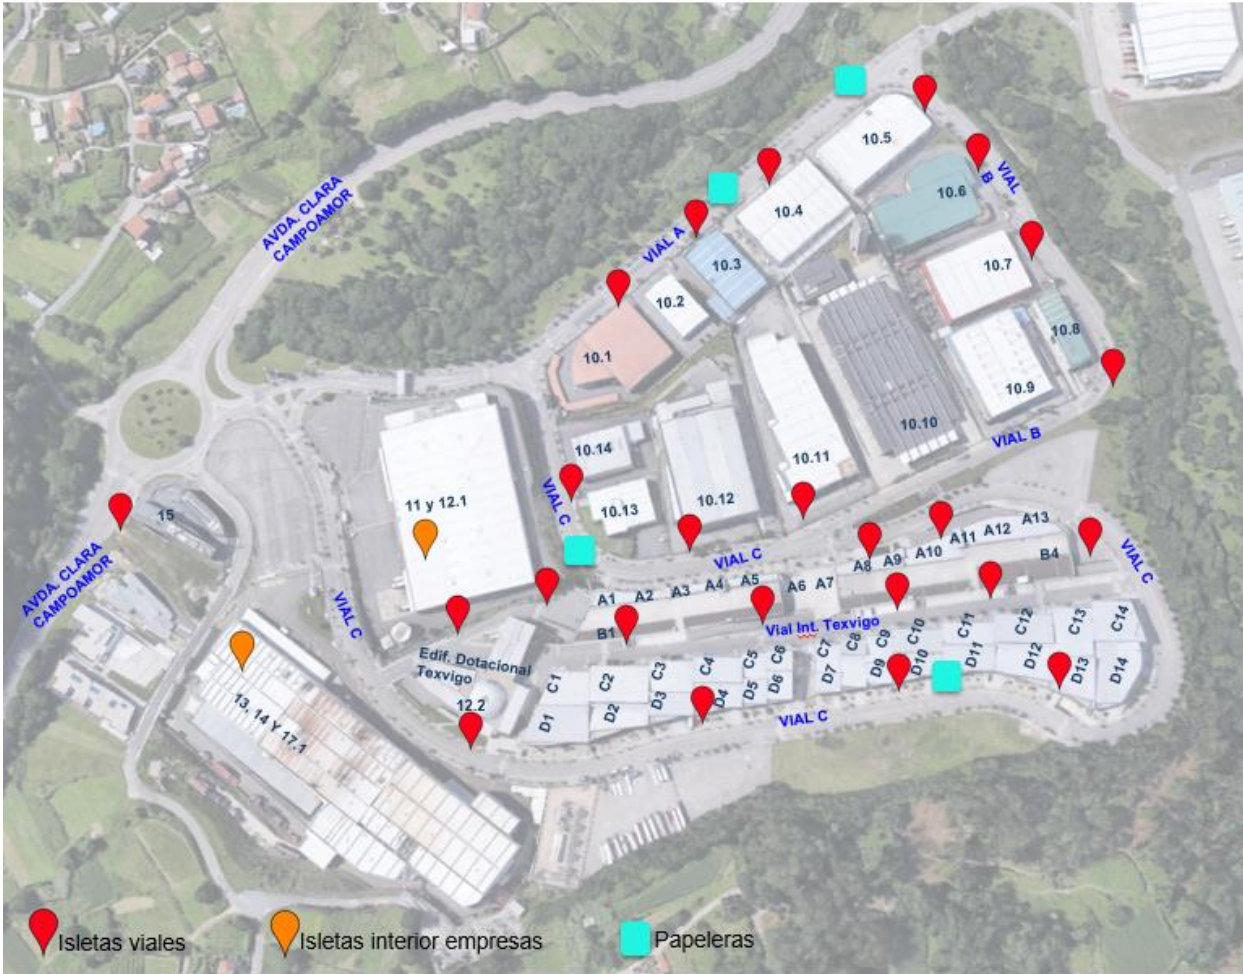 10.5
VIAL
B
10.6
AVDA. CLARA
CAMPOAMOR
10.4
VIAL A
10.3
10.7
10.2
10.8
10.1
10.9
10.10
VIAL B
10.14
10.11
11 y 12.1
VIAL C
10.12
10.13
15
A13
A12
A11
A10
A9
A8
B4
VIAL C
VIAL C
AVDA. CLARA
CAMPOAMOR
A7
A6
A5
A4
A3
A2
A1
VIAL C
B1
Vial Int. Texvigo
C14
C13
C12
C11
C10
C9
C8
C7
C6
C5
C4
C3
C2
C1
Edif. Dotacional
Texvigo
D14
D13
D12
D11
D10
D9
D7
D6
D5
D4
D3
D2
D1
12.2
13, 14 Y 17.1
VIAL C
Isletas viales
Isletas interior empresas
Papeleras